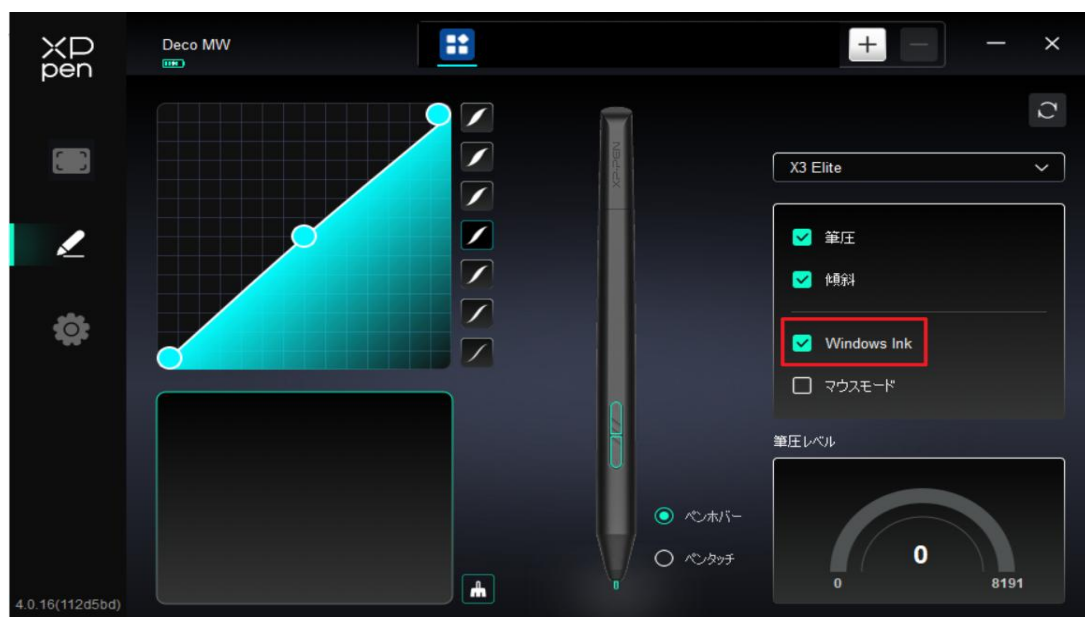 XP
pen
Deco MW
XP-PEN
X3 Elite
筆圧
傾斜
Windows Ink
マウスモード
筆圧レベル
ペンホバー
ペンタッチ
0
0
8191
4.0.16(112d5bd)